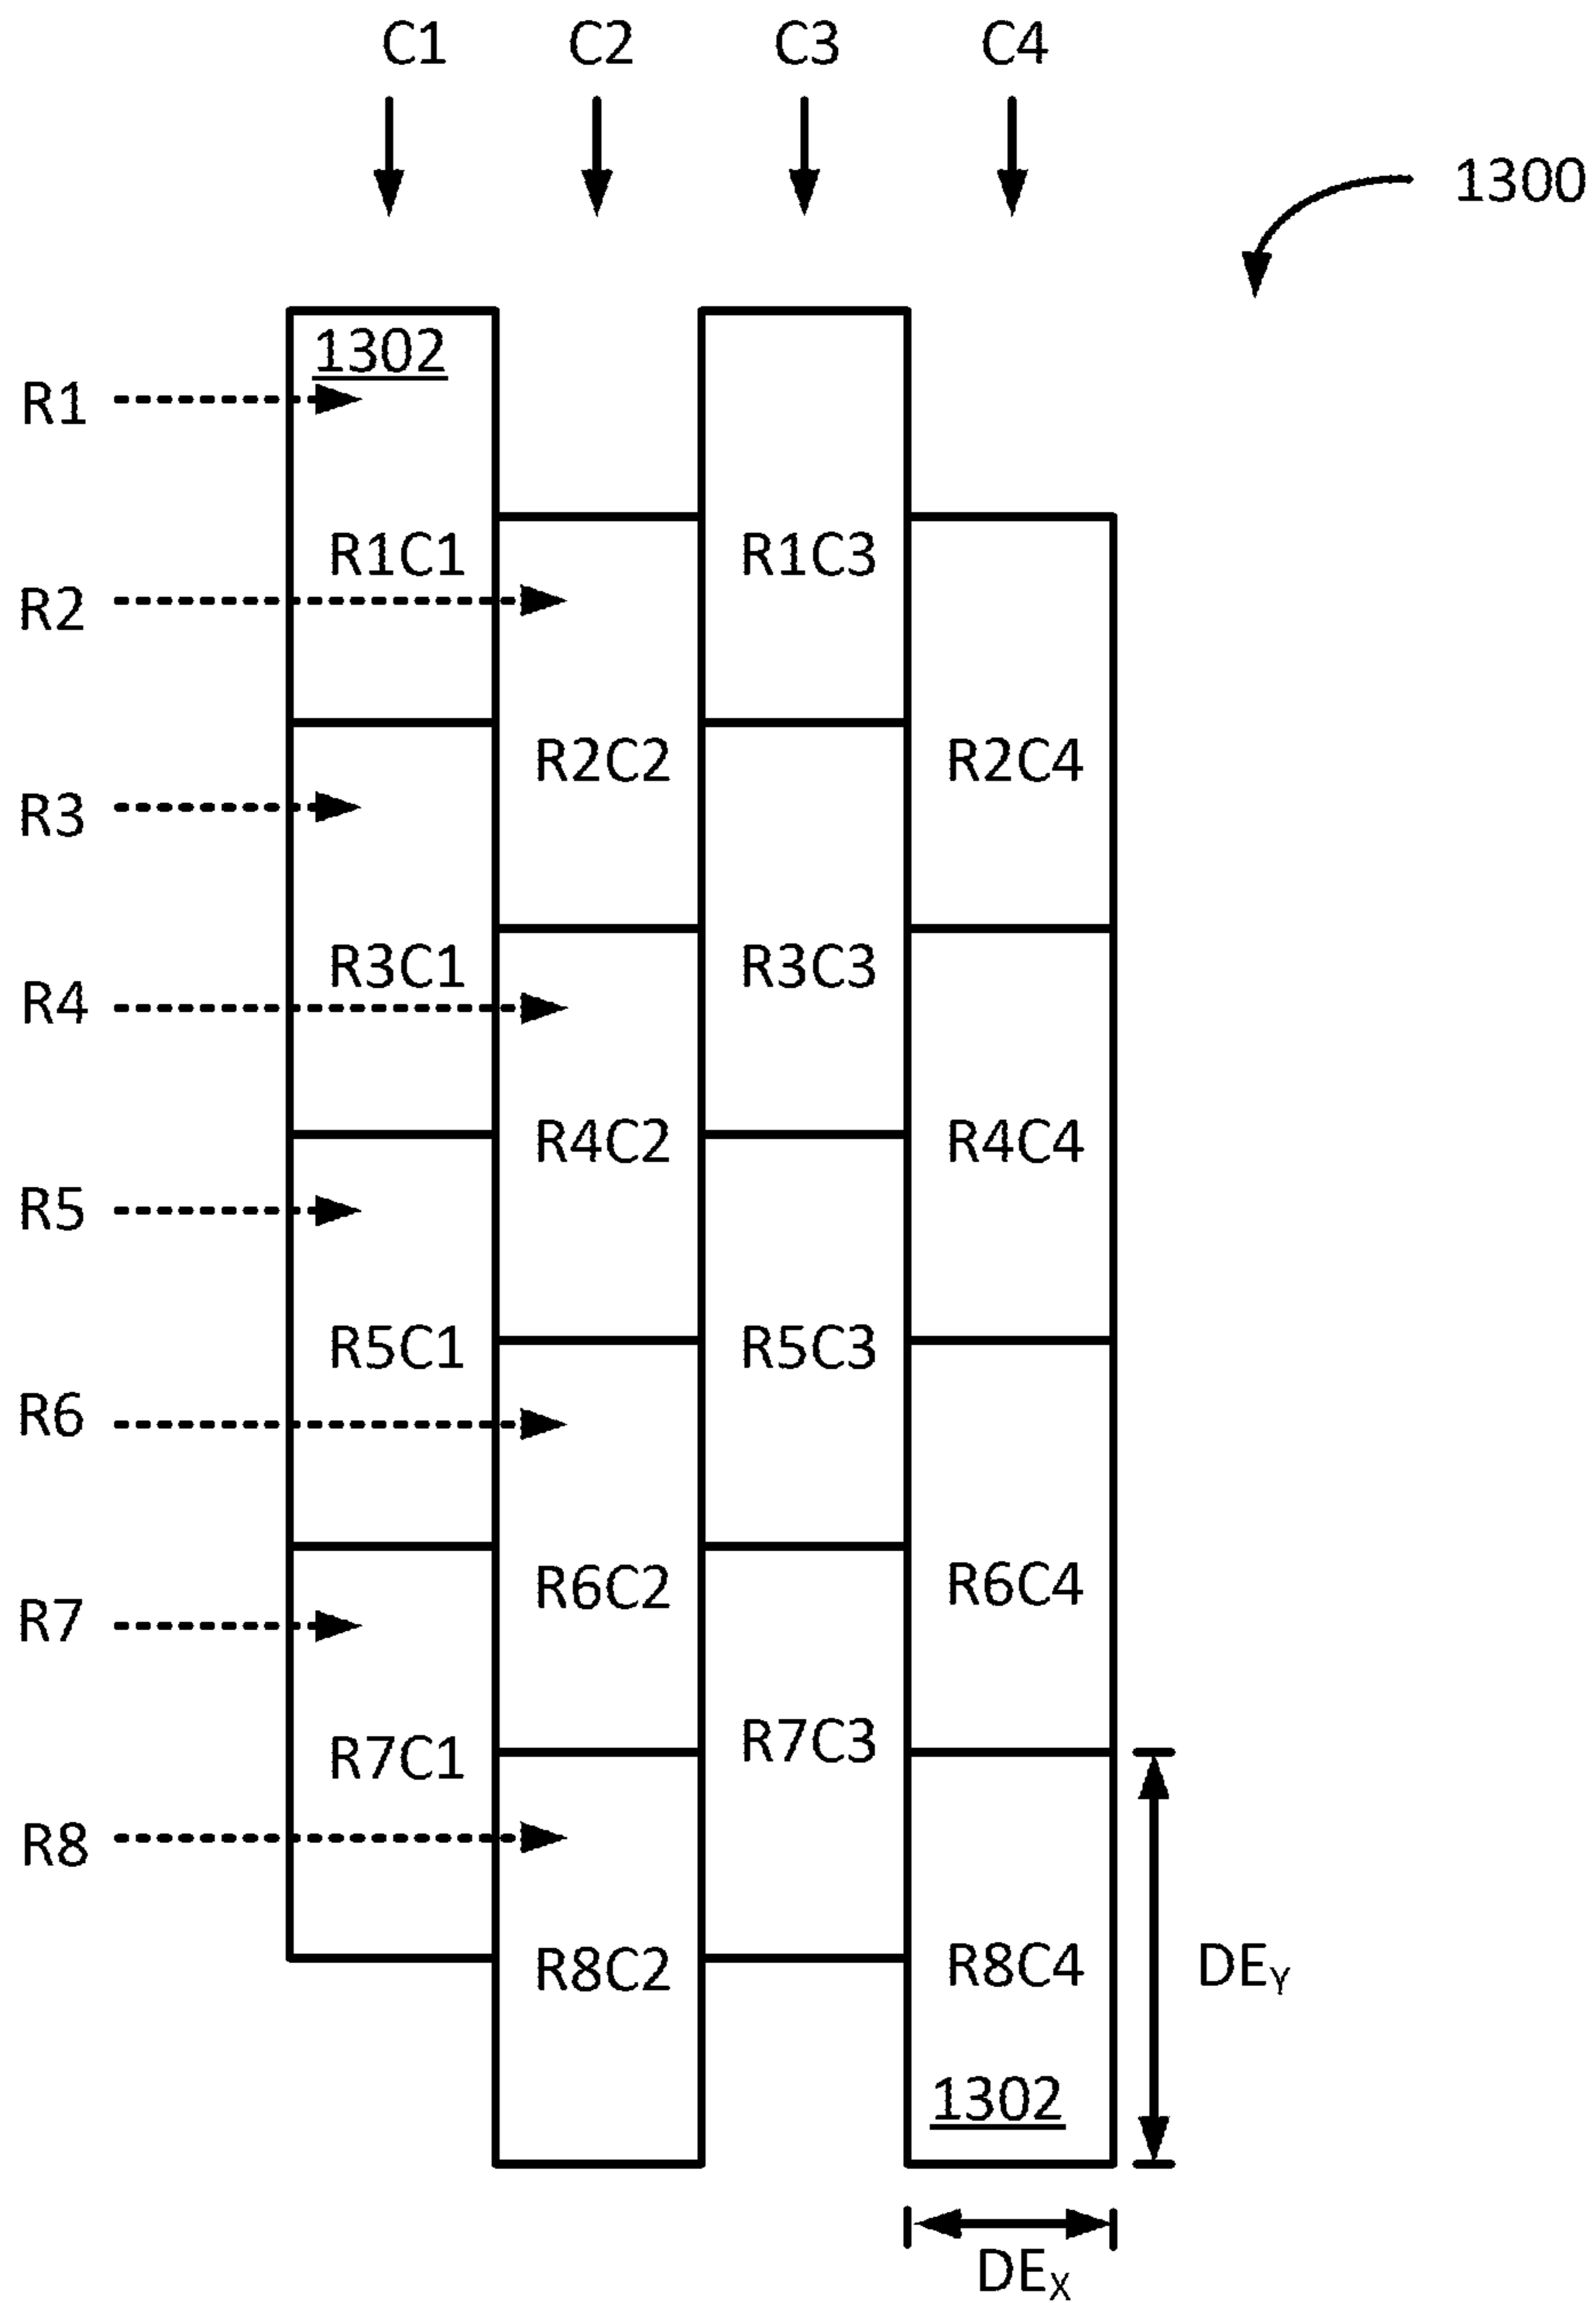 C1 C2 C3 C4
1300
1302
R1
R1C1 R1C3
R2
R2C2 R2C4
R3
R3C1 R3C3
R4
R4C2 R4C4
R5
R5C1 R5C3
R6
R6C2 R6C4
R7
R7C1 R7C3
R8
R8C2 R8C4
DEY
1302
DEX